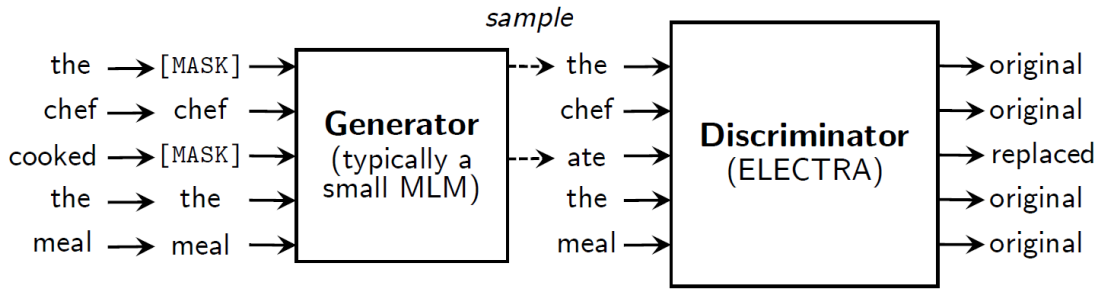 sample
the [MASK] the original
chef chef chef original
cooked [MASK] ate replaced
the the the original
meal meal meal original
Generator
(typically a
small MLM)
Discriminator
(ELECTRA)